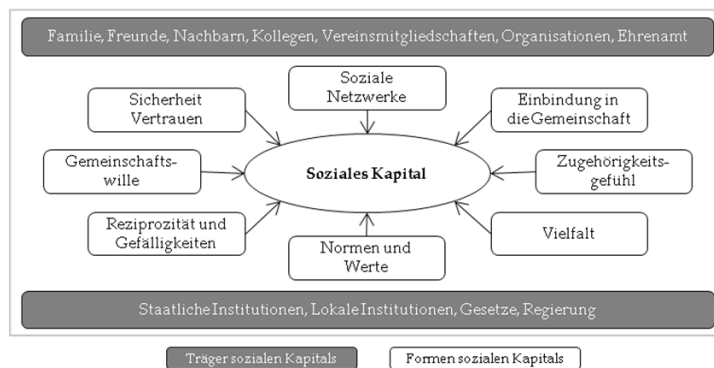 Familie, Freunde, Nachbarn, Kollegen, Vereinsmitgliedschaften, Organisationen, Ehrenamt
Soziale
Netzwerke
Sicherheit
Vertrauen
Einbindung in
die Gemeinschaft
Gemeinschafts-
wille
Soziales Kapital
Zugehörigkeits-
gefühl
Reziprozität und
Gefälligkeiten
Normen und
Werte
Vielfalt
Staatliche Institutionen, Lokale Institutionen, Gesetze, Regierung
Träger sozialen Kapitals
Formen sozialen Kapitals